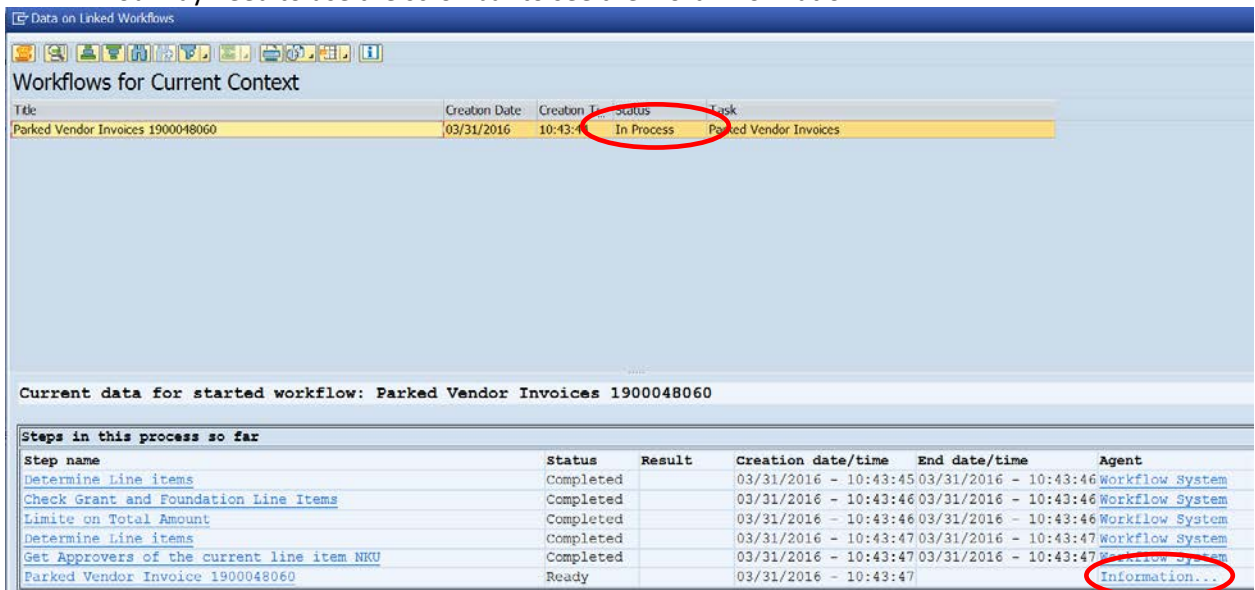 Data on Linked Workflows
Workflows for Current Context
Title Creation Date Creation Ti.. Status Task
Parked Vendor Invoices 1900048060 03/31/2016 10:43:4 In Process Parked Vendor Invoices
Current data for started workflow: Parked Vendor Invoices 1900048060
Steps in this process so far
Step name Status Result Creation date/time End date/time Agent
Determine Line items Completed 03/31/2016 - 10:43:45 03/31/2016 - 10:43:46 Workflow System
Check Grant and Foundation Line Items Completed 03/31/2016 - 10:43:46 03/31/2016 - 10:43:46 Workflow System
Limite on Total Amount Completed 03/31/2016 - 10:43:46 03/31/2016 - 10:43:46 Workflow System
Determine Line items Completed 03/31/2016 - 10:43:47 03/31/2016 - 10:43:47 Workflow System
Get Approvers of the current line item NKU Completed 03/31/2016 - 10:43:47 03/31/2016 - 10:43:47 Workflow System
Parked Vendor Invoice 1900048060 Ready 03/31/2016 - 10:43:47 Information...